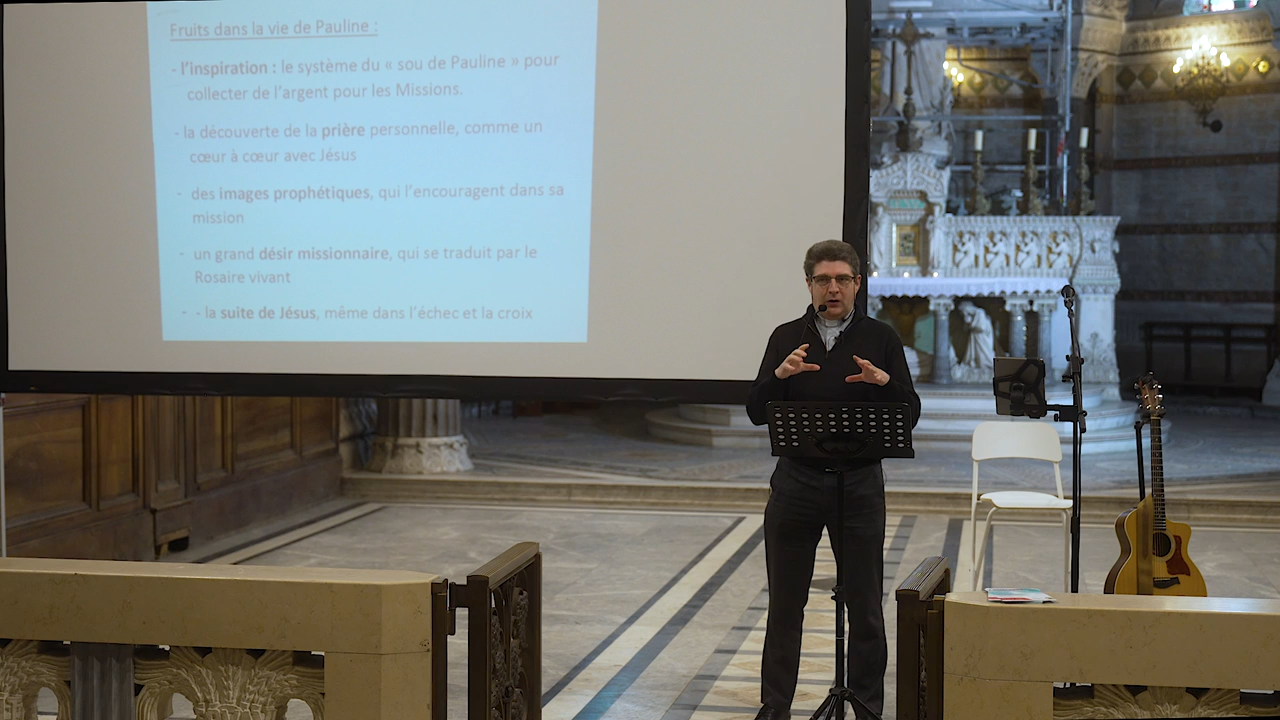 Fruits dans la vie de Pauline :
- l'inspiration : le système du « sou de Pauline » pour
collecter de l'argent pour les Missions.
- la découverte de la prière personnelle, comme un
cœur à cœur avec Jésus
- des images prophétiques, qui l'encouragent dans sa
mission
- un grand désir missionnaire, qui se traduit par le
Rosaire vivant
- - la suite de Jésus, même dans l'échec et la croix